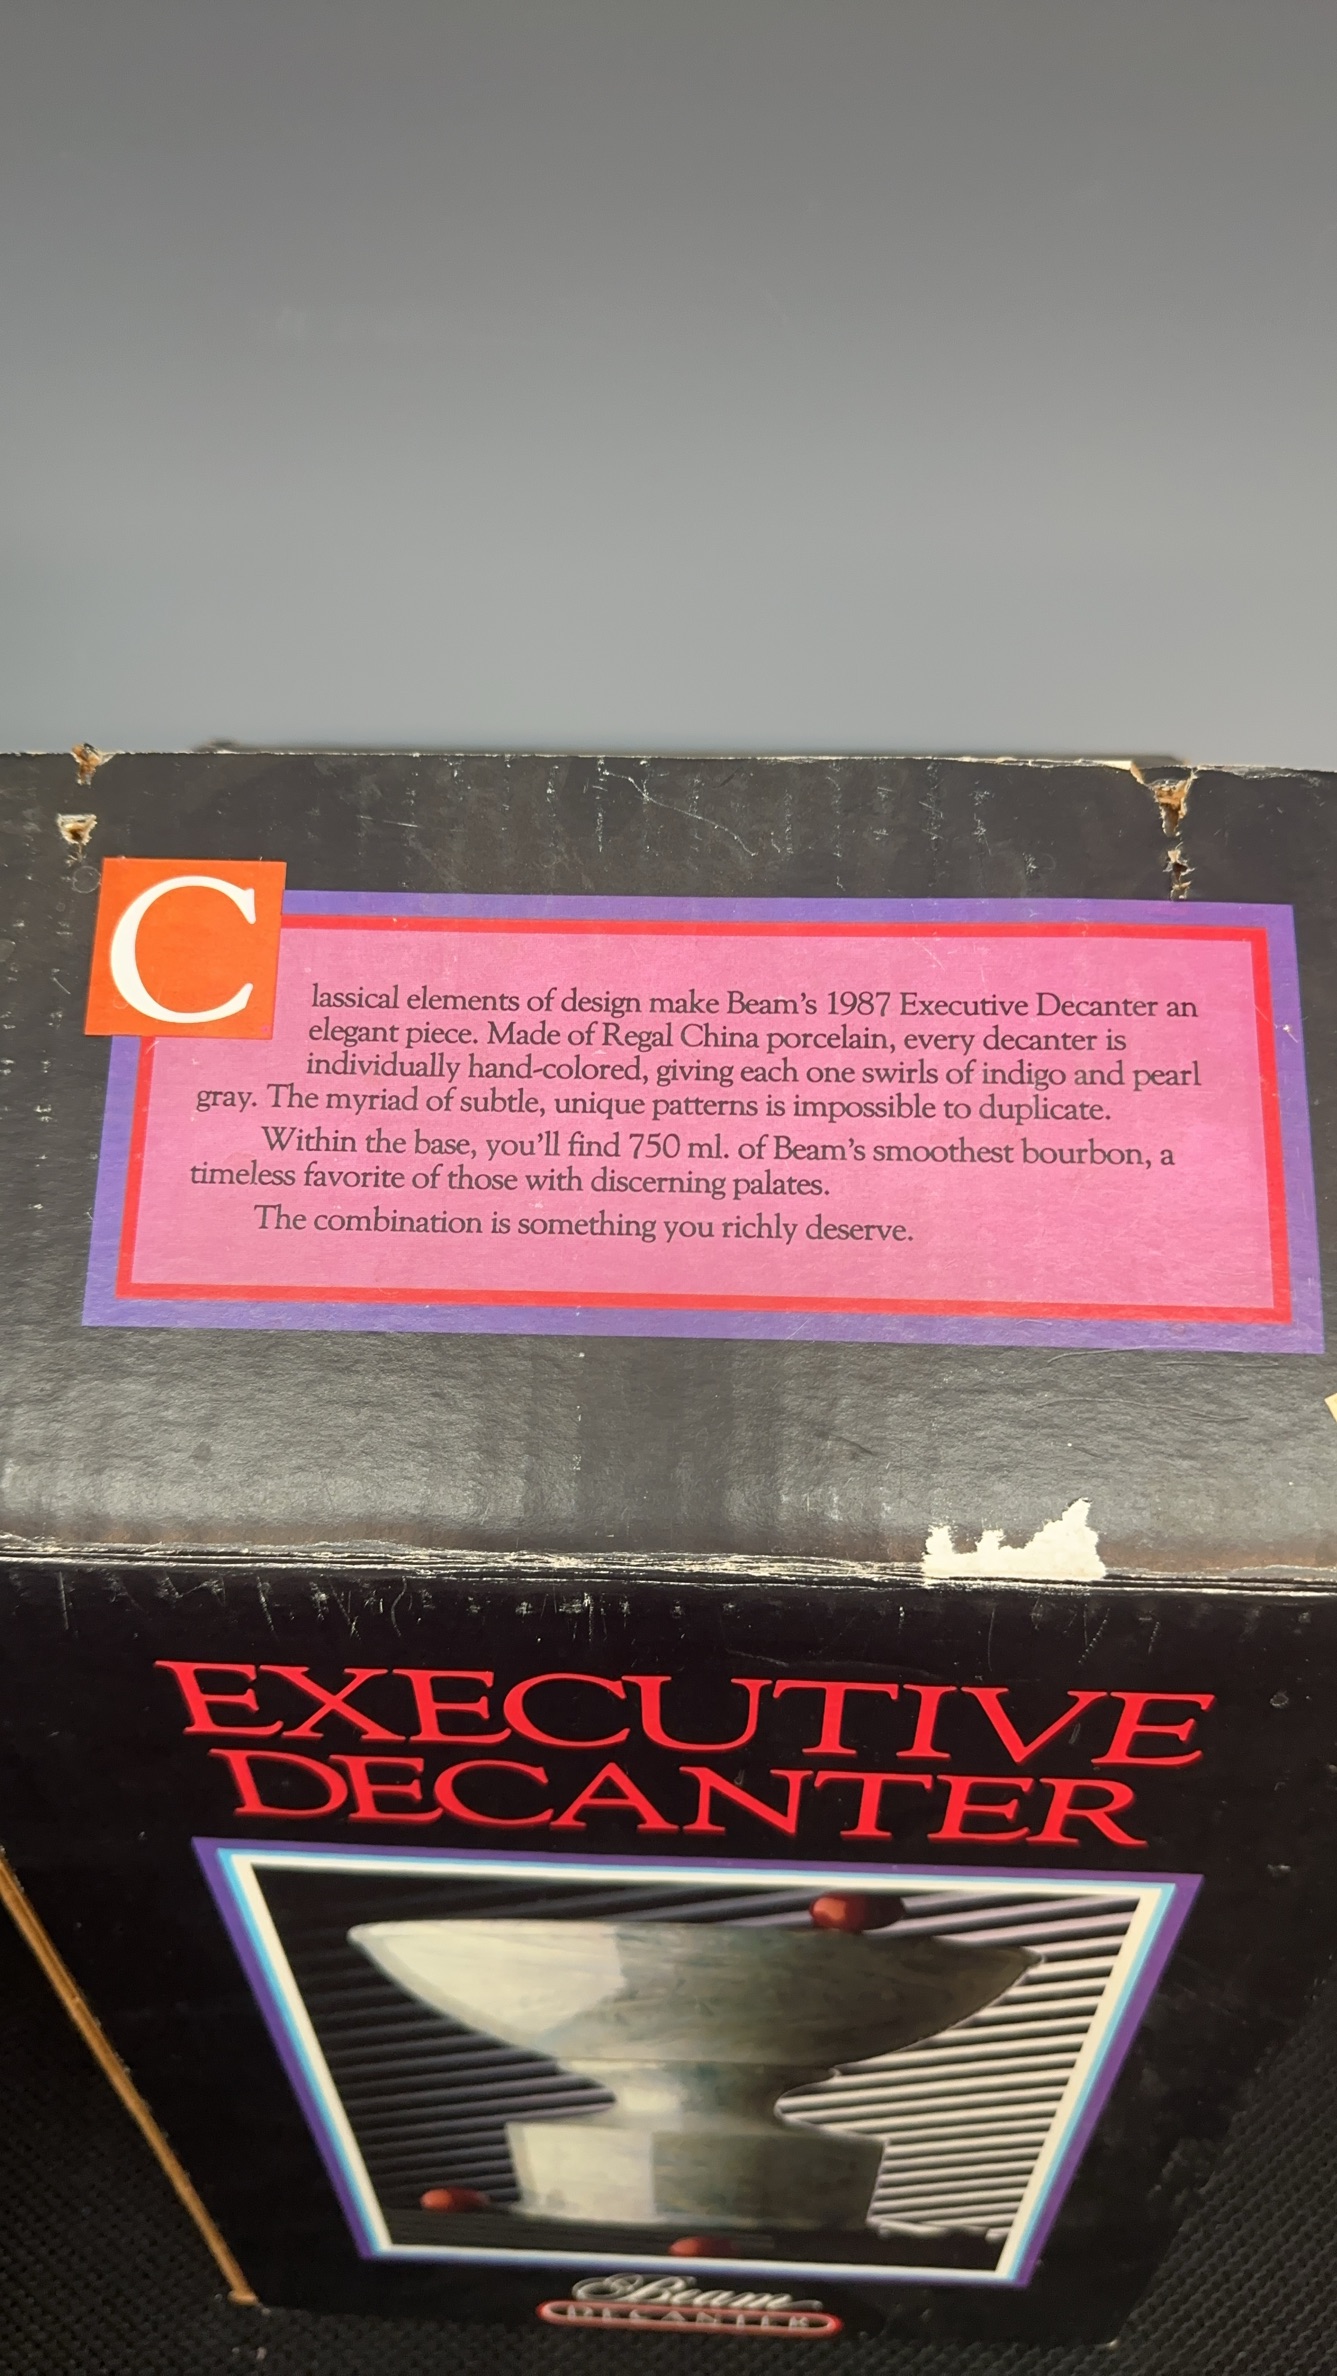 Classical elements of design make Beam's 1987 Executive Decanter an
elegant piece. Made of Regal China porcelain, every decanter is
individually hand-colored, giving each one swirls of indigo and pearl
gray. The myriad of subtle, unique patterns is impossible to duplicate.
Within the base, you'll find 750 ml. of Beam's smoothest bourbon, a
timeless favorite of those with discerning palates.
The combination is something you richly deserve.
EXECUTIVE
DECANTER
Beam
DECANTER